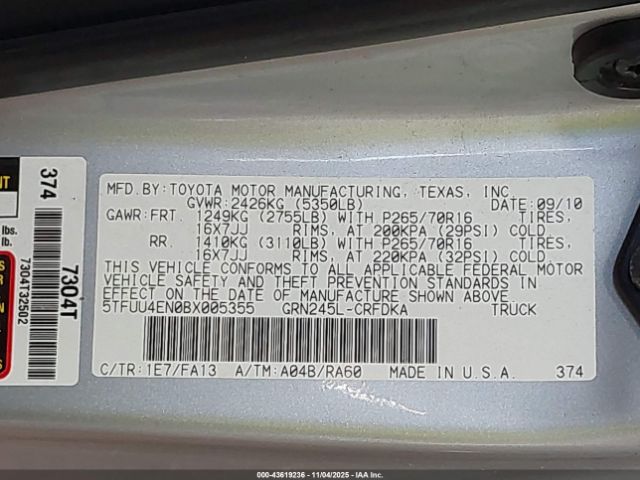 MFD.BY:TOYOTA MOTOR MANUFACTURING, TEXAS, INC.
GVWR:2426KG (5350LB) DATE:09/10
GAWR:FRT. 1249KG (2755LB) WITH P265/70R16 TIRES,
16X7JJ RIMS, AT 200KPA (29PSI) COLD
RR. 1410KG (3110LB) WITH P265/70R16 TIRES,
16X7JJ RIMS, AT 220KPA (32PSI) COLD.
THIS VEHICLE CONFORMS TO ALL APPLICABLE FEDERAL MOTOR
VEHICLE SAFETY AND THEFT PREVENTION STANDARDS IN
EFFECT ON THE DATE OF MANUFACTURE SHOWN ABOVE
5TFUU4EN0BX005355 GRN245L-CRFDKA TRUCK
C/TR:1E7/FA13 A/TM:A04B/RA60 MADE IN U.S.A. 374
374
7304T
7304T32502
NT
lbs.
lb.
000-43619236 - 11/04/2025 - IAA, Inc.